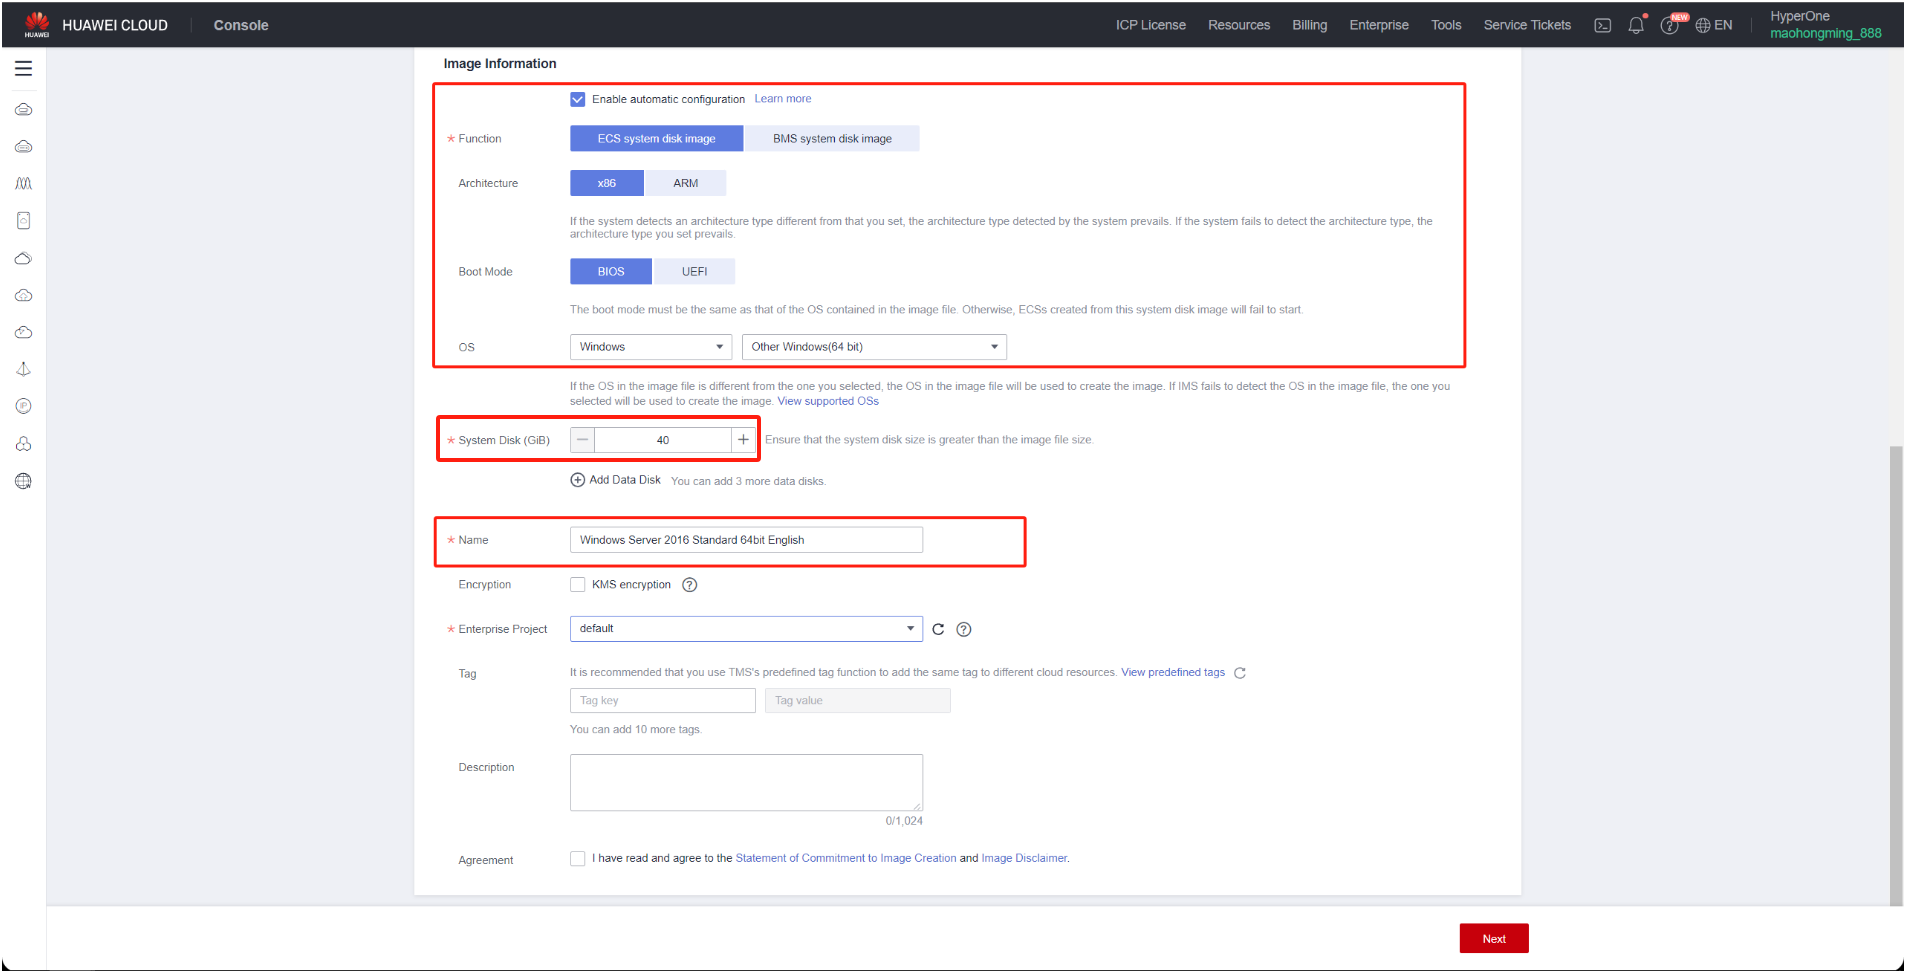 HUAWEI
HUAWEI CLOUD
Console
ICP License
Resources
Billing
Enterprise
Tools
Service Tickets
NEW
EN
HyperOne
maohongming_888
Image Information
Enable automatic configuration Learn more
* Function
ECS system disk image
BMS system disk image
Architecture
x86
ARM
If the system detects an architecture type different from that you set, the architecture type detected by the system prevails. If the system fails to detect the architecture type, the
architecture type you set prevails.
Boot Mode
BIOS
UEFI
The boot mode must be the same as that of the OS contained in the image file. Otherwise, ECSs created from this system disk image will fail to start.
OS
Windows
Other Windows(64 bit)
If the OS in the image file is different from the one you selected, the OS in the image file will be used to create the image. If IMS fails to detect the OS in the image file, the one you
selected will be used to create the image. View supported OSs
* System Disk (GiB)
40
Ensure that the system disk size is greater than the image file size.
Add Data Disk You can add 3 more data disks.
IP
* Name
Windows Server 2016 Standard 64bit English
Encryption
KMS encryption
* Enterprise Project
default
Tag
It is recommended that you use TMS's predefined tag function to add the same tag to different cloud resources. View predefined tags
Tag key
Tag value
You can add 10 more tags.
Description
0/1,024
Agreement
I have read and agree to the Statement of Commitment to Image Creation and Image Disclaimer.
Next